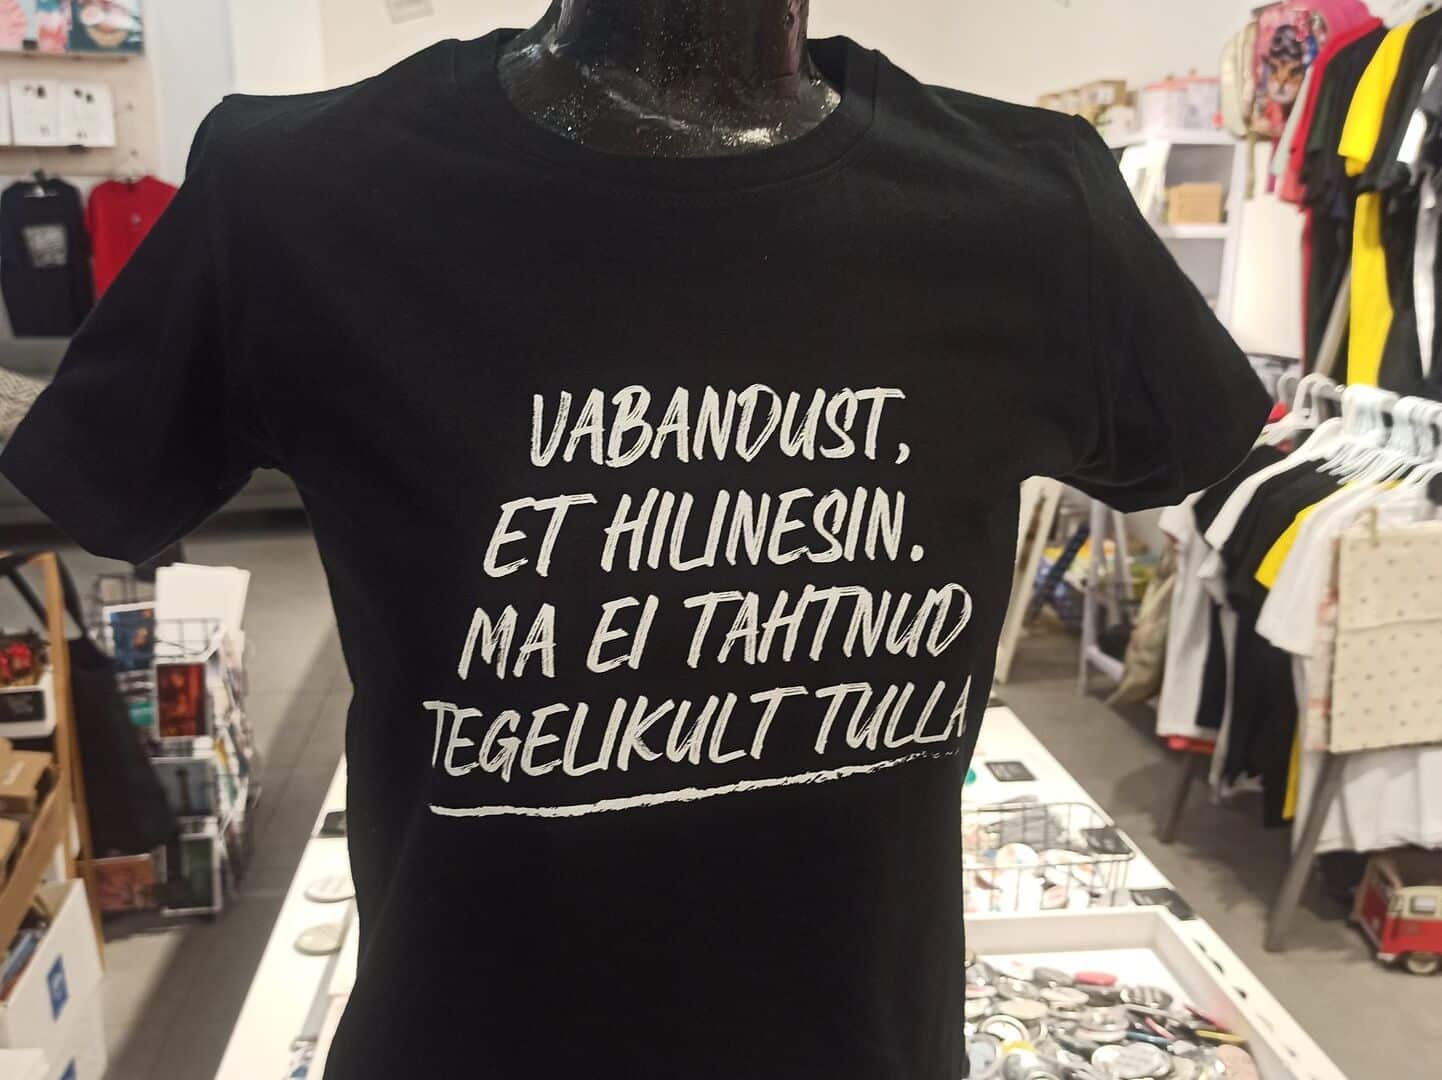 VABANDUST,
ET HILINESIN.
MA EI TAHTNUD
TEGELIKULT TULLA